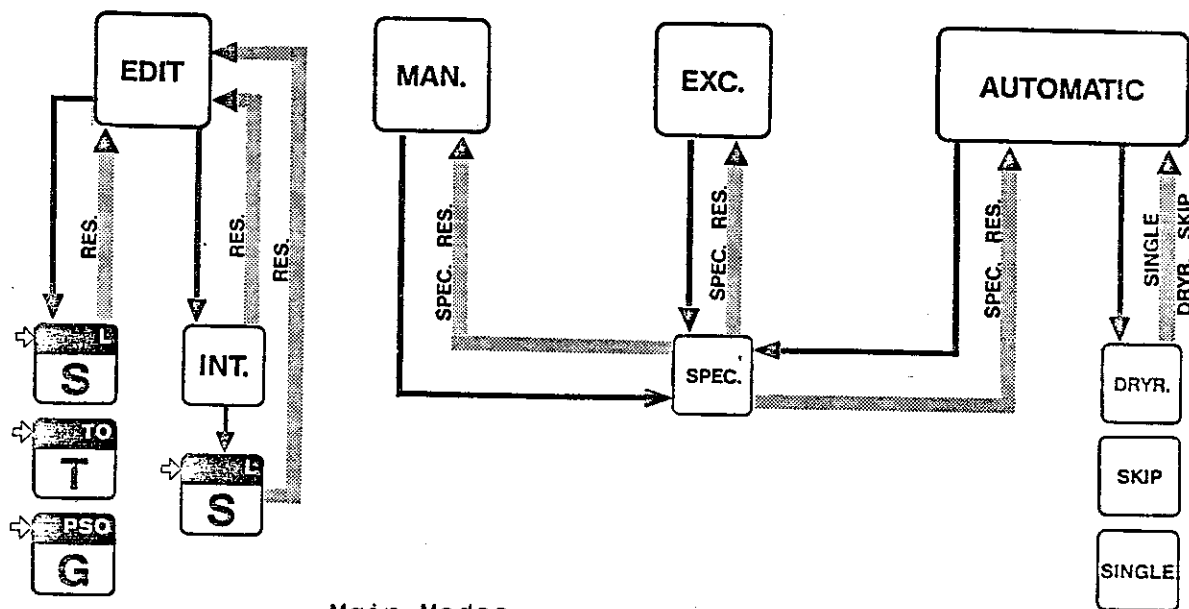 EDIT
MAN.
EXC.
AUTOMATIC
RES.
RES.
RES.
SPEC. RES.
SPEC. RES.
SPEC. RES.
SINGLE
DRYR. SKIP
L
S
INT.
SPEC.
DRYR.
TO
T
L
S
SKIP
PSO
G
SINGLE
Main Modes